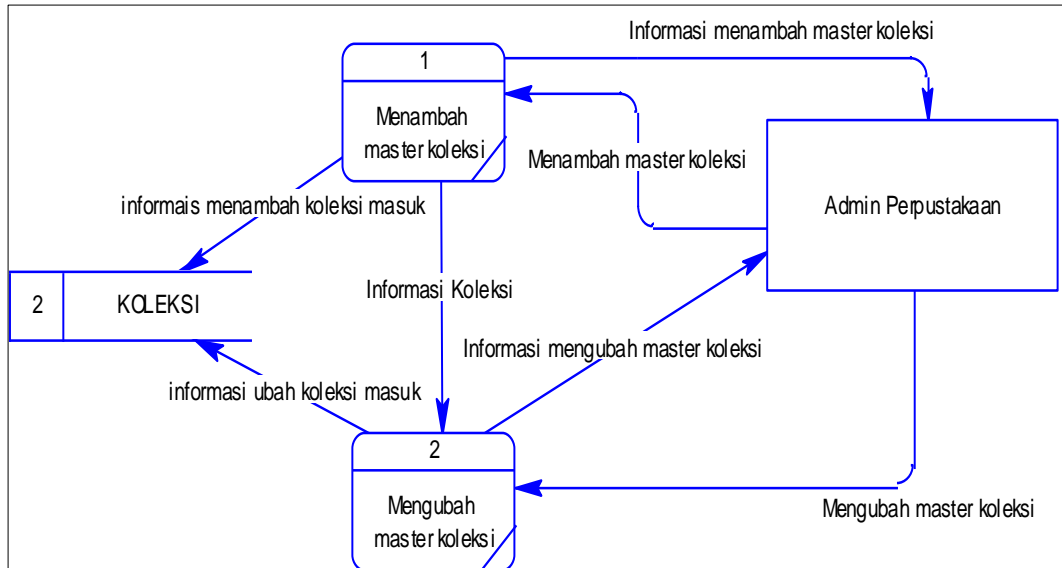 Informasi menambah master koleksi
1
Menambah
master koleksi
Menambah master koleksi
Admin Perpustakaan
informais menambah koleksi masuk
Informasi Koleksi
2
KOLEKSI
Informasi mengubah master koleksi
informasi ubah koleksi masuk
2
Mengubah
master koleksi
Mengubah master koleksi